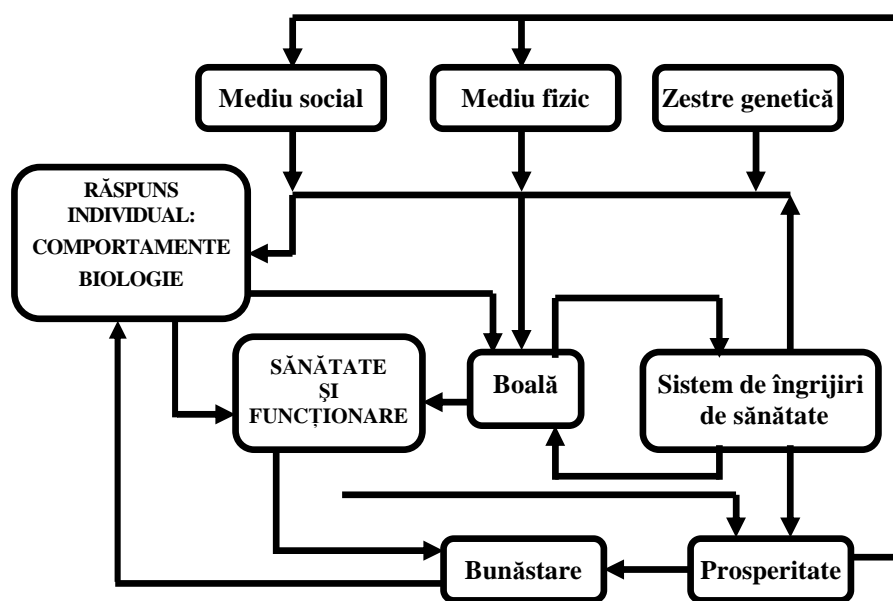 Mediu social
Mediu fizic
Zestre genetică
RĂSPUNS
INDIVIDUAL:
COMPORTAMENTE
BIOLOGIE
SĂNĂTATE
ŞI
FUNCȚIONARE
Boală
Sistem de îngrijiri
de sănătate
Bunăstare
Prosperitate